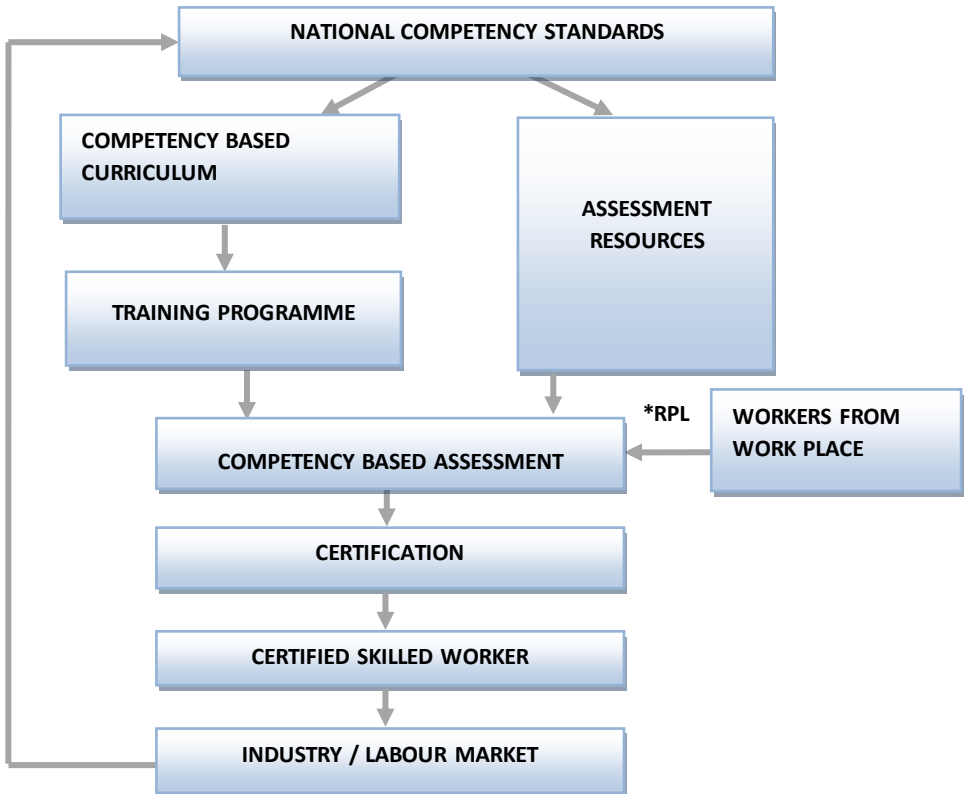 NATIONAL COMPETENCY STANDARDS
COMPETENCY BASED
CURRICULUM
ASSESSMENT
RESOURCES
TRAINING PROGRAMME
*RPL
WORKERS FROM
WORK PLACE
COMPETENCY BASED ASSESSMENT
CERTIFICATION
CERTIFIED SKILLED WORKER
INDUSTRY / LABOUR MARKET